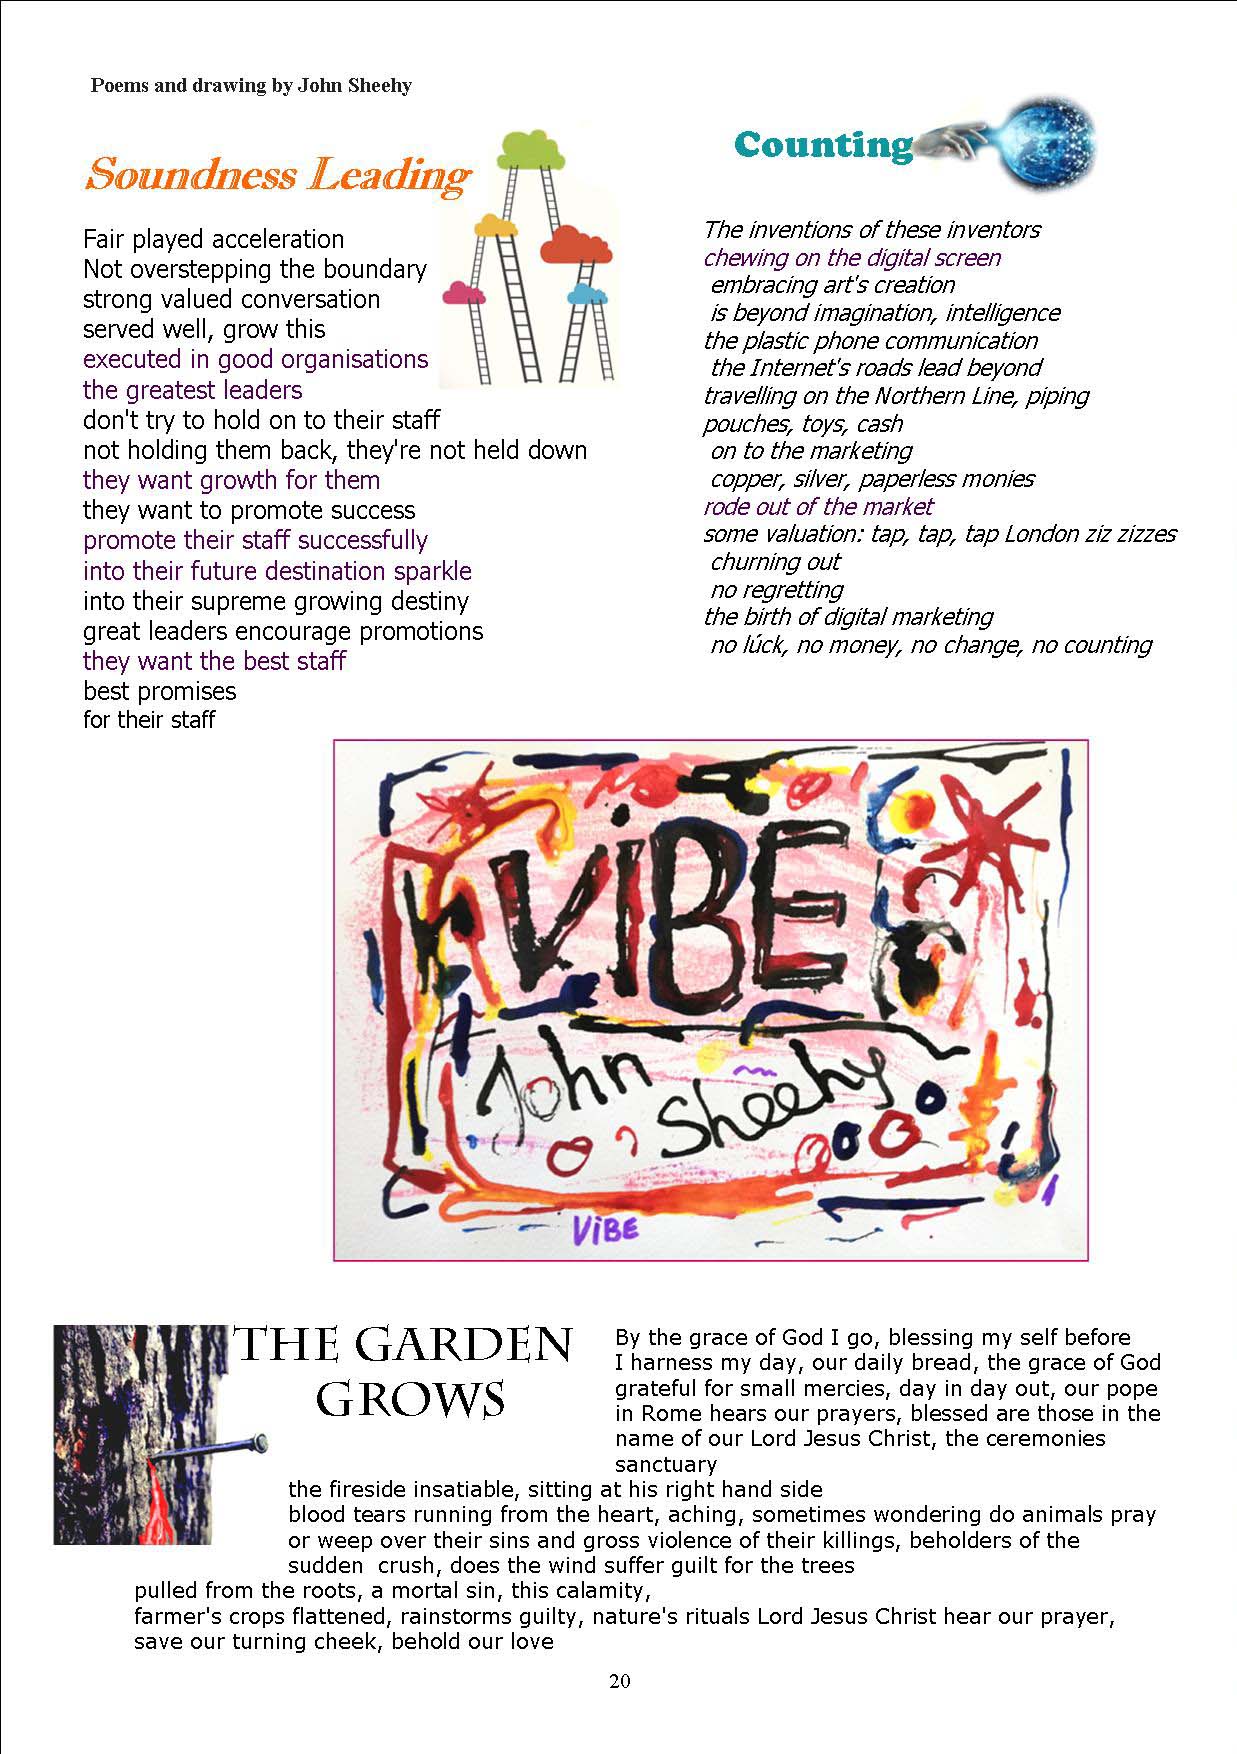 Poems and drawing by John Sheehy
Soundness Leading
Fair played acceleration
Not overstepping the boundary
strong valued conversation
served well, grow this
executed in good organisations
the greatest leaders
don't try to hold on to their staff
not holding them back, they're not held down
they want growth for them
they want to promote success
promote their staff successfully
into their future destination sparkle
into their supreme growing destiny
great leaders encourage promotions
they want the best staff
best promises
for their staff
Counting
The inventions of these inventors
chewing on the digital screen
embracing art's creation
is beyond imagination, intelligence
the plastic phone communication
the Internet's roads lead beyond
travelling on the Northern Line, piping
pouches, toys, cash
on to the marketing
copper, silver, paperless monies
rode out of the market
some valuation: tap, tap, tap London ziz zizzes
churning out
no regretting
the birth of digital marketing
no lúck, no money, no change, no counting
ViBE
John
Sheehy
ViBE
THE GARDEN
GROWS
By the grace of God I go, blessing my self before
I harness my day, our daily bread, the grace of God
grateful for small mercies, day in day out, our pope
in Rome hears our prayers, blessed are those in the
name of our Lord Jesus Christ, the ceremonies
sanctuary
the fireside insatiable, sitting at his right hand side
blood tears running from the heart, aching, sometimes wondering do animals pray
or weep over their sins and gross violence of their killings, beholders of the
sudden  crush, does the wind suffer guilt for the trees
pulled from the roots, a mortal sin, this calamity,
farmer's crops flattened, rainstorms guilty, nature's rituals Lord Jesus Christ hear our prayer,
save our turning cheek, behold our love
20